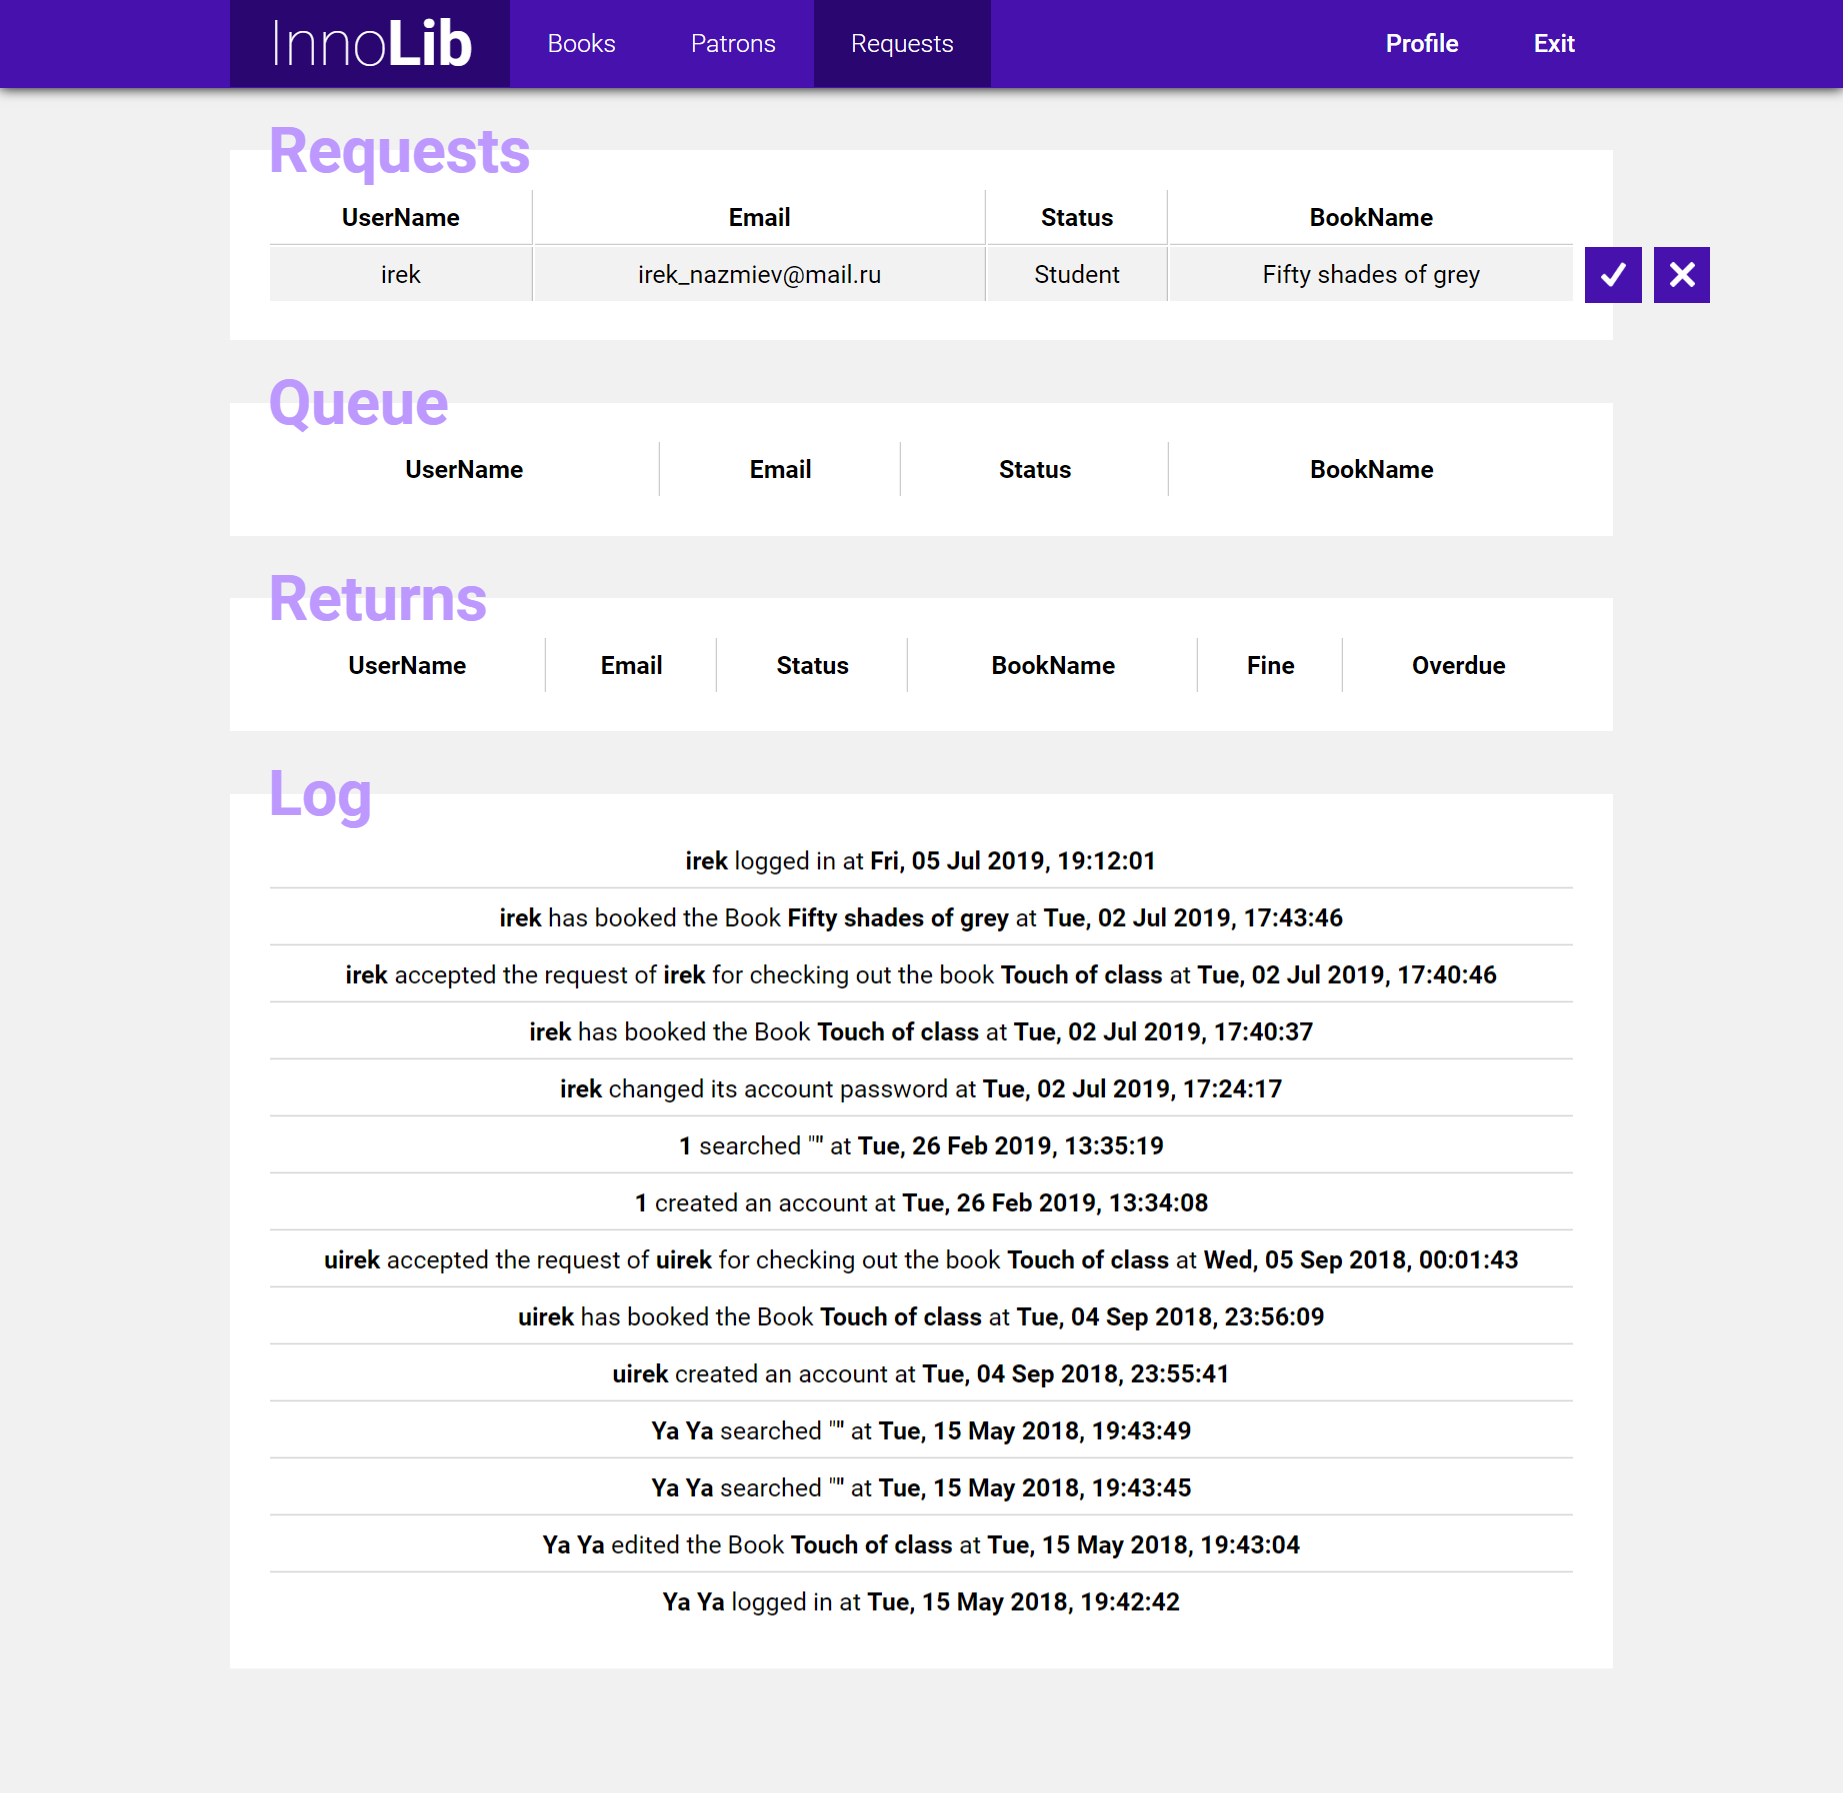 InnoLib Books Patrons Requests Profile Exit
Requests
UserName Email Status BookName
irek irek_nazmiev@mail.ru Student Fifty shades of grey
Queue
UserName Email Status BookName
Returns
UserName Email Status BookName Fine Overdue
Log
irek logged in at Fri, 05 Jul 2019, 19:12:01
irek has booked the Book Fifty shades of grey at Tue, 02 Jul 2019, 17:43:46
irek accepted the request of irek for checking out the book Touch of class at Tue, 02 Jul 2019, 17:40:46
irek has booked the Book Touch of class at Tue, 02 Jul 2019, 17:40:37
irek changed its account password at Tue, 02 Jul 2019, 17:24:17
1 searched "" at Tue, 26 Feb 2019, 13:35:19
1 created an account at Tue, 26 Feb 2019, 13:34:08
uirek accepted the request of uirek for checking out the book Touch of class at Wed, 05 Sep 2018, 00:01:43
uirek has booked the Book Touch of class at Tue, 04 Sep 2018, 23:56:09
uirek created an account at Tue, 04 Sep 2018, 23:55:41
Ya Ya searched "" at Tue, 15 May 2018, 19:43:49
Ya Ya searched "" at Tue, 15 May 2018, 19:43:45
Ya Ya edited the Book Touch of class at Tue, 15 May 2018, 19:43:04
Ya Ya logged in at Tue, 15 May 2018, 19:42:42